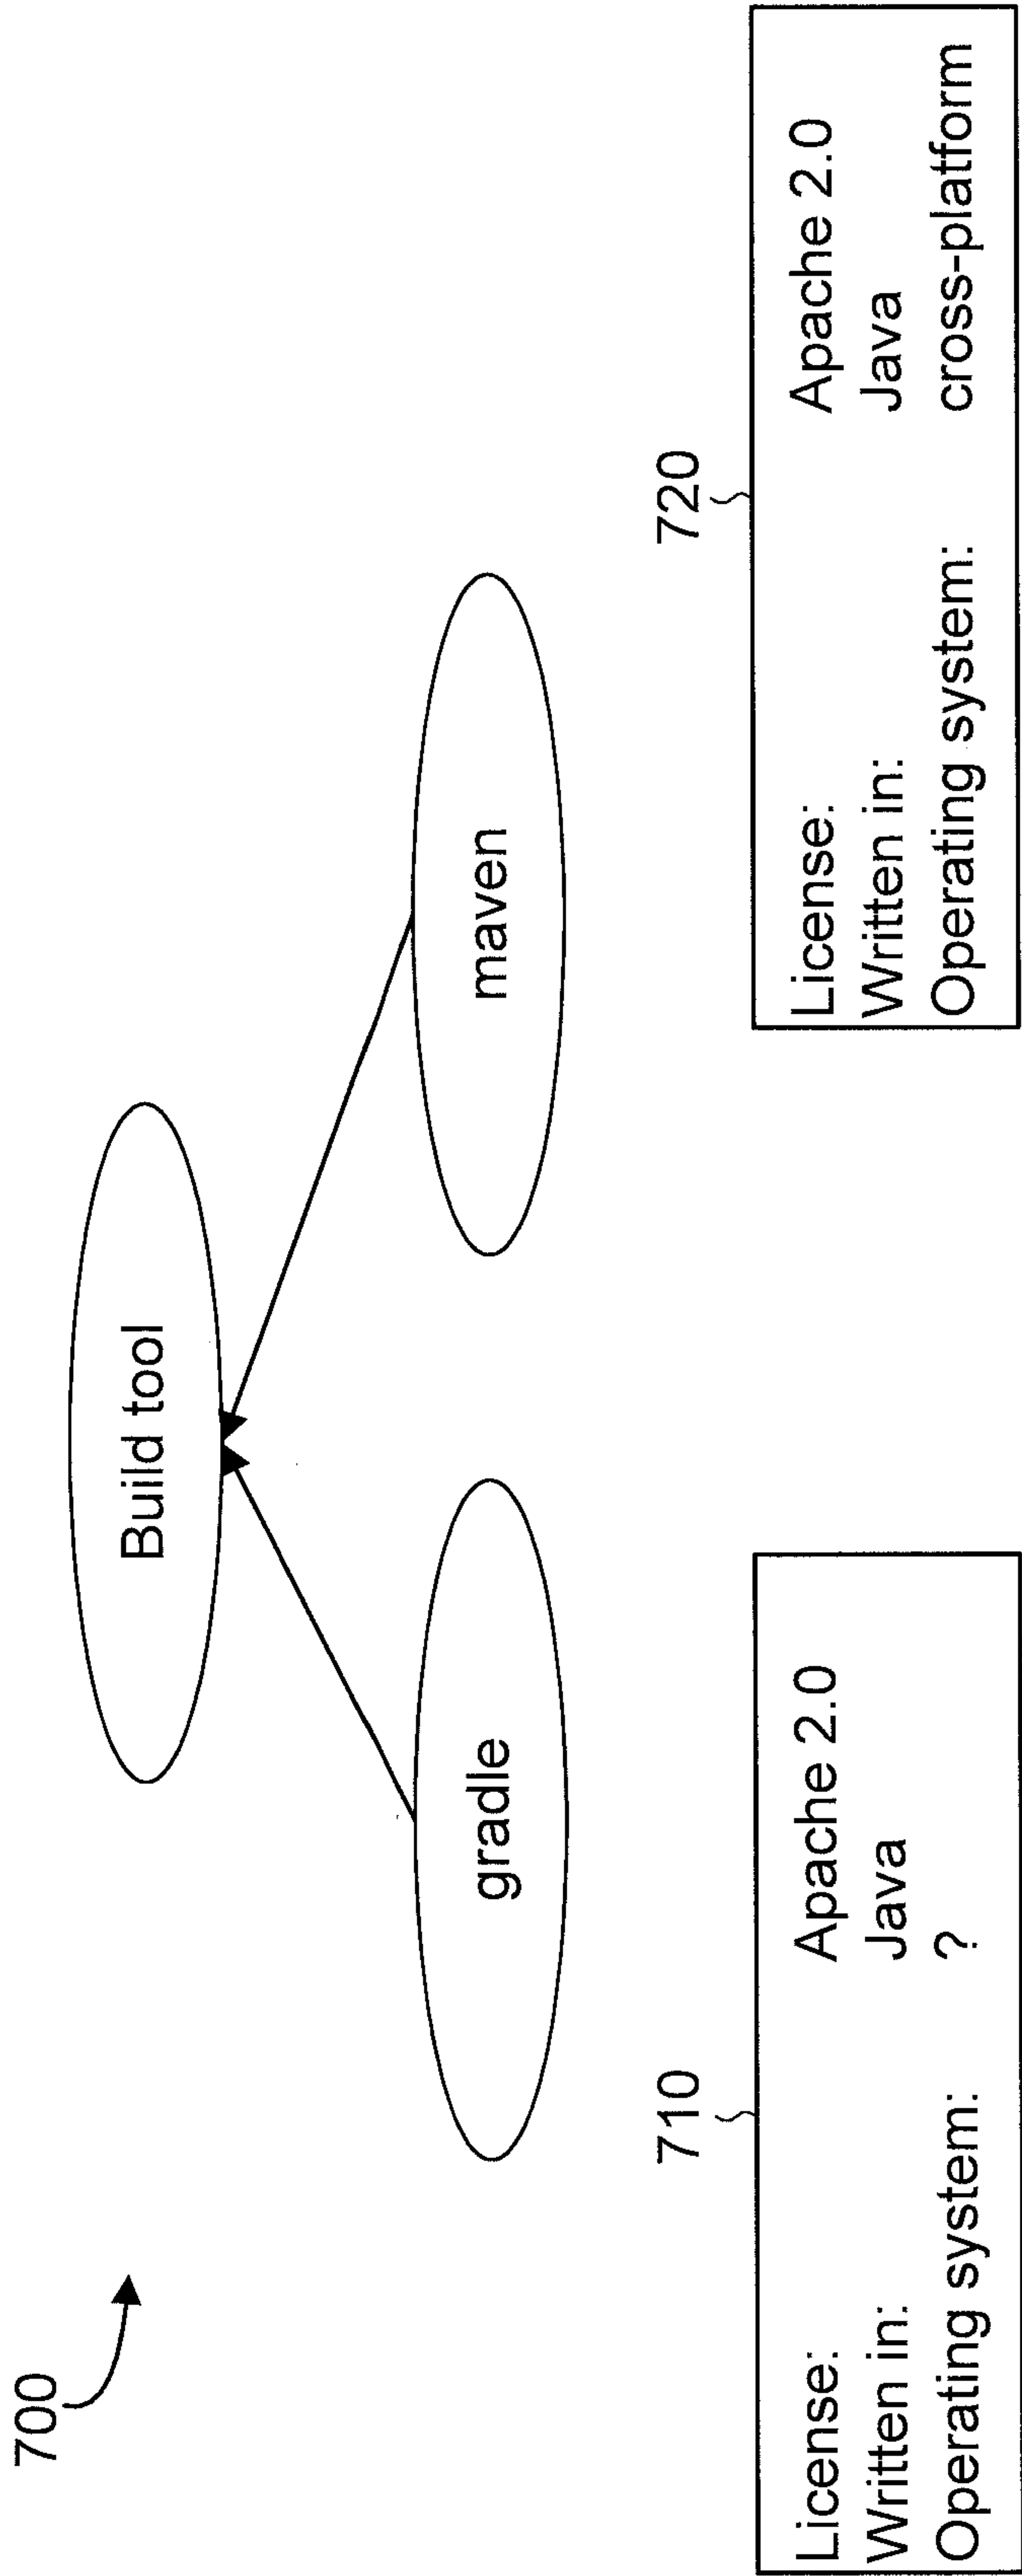 700
Build tool
gradle
maven
710
License: Apache 2.0
Written in: Java
Operating system: ?
720
License: Apache 2.0
Written in: Java
Operating system: cross-platform